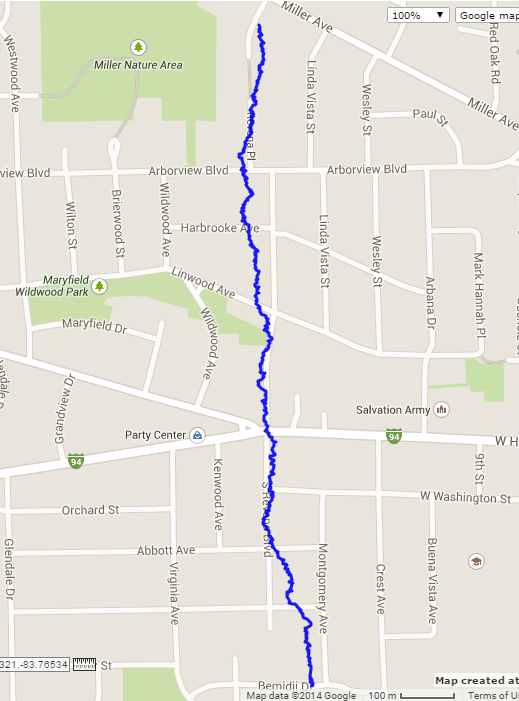 100% ▼
Google map
Miller Ave
Red Oak Rd
Westwood Ave
Miller Nature Area
Linda Vista St
Wesley St
Paul St
Miller Ave
Pl
view Blvd
Arborview Blvd
Arborview Blvd
Wilton St
Brierwood St
Wildwood Ave
Harbrooke Ave
Linda Vista St
Wesley St
Arbana Dr
Mark Hannah Pl
Maryfield
Wildwood Park
Linwood Ave
Maryfield Dr
Wildwood Ave
Grandview Dr
Salvation Army
Party Center
94
94
W H
9th St
Kenwood Ave
W Washington St
Orchard St
Blvd
Abbott Ave
Glendale Dr
Virginia Ave
Montgomery Ave
Crest Ave
Buena Vista Ave
321,-83.76534
St
Map created at
Bemidji D
Map data ©2014 Google
100 m
Terms of U